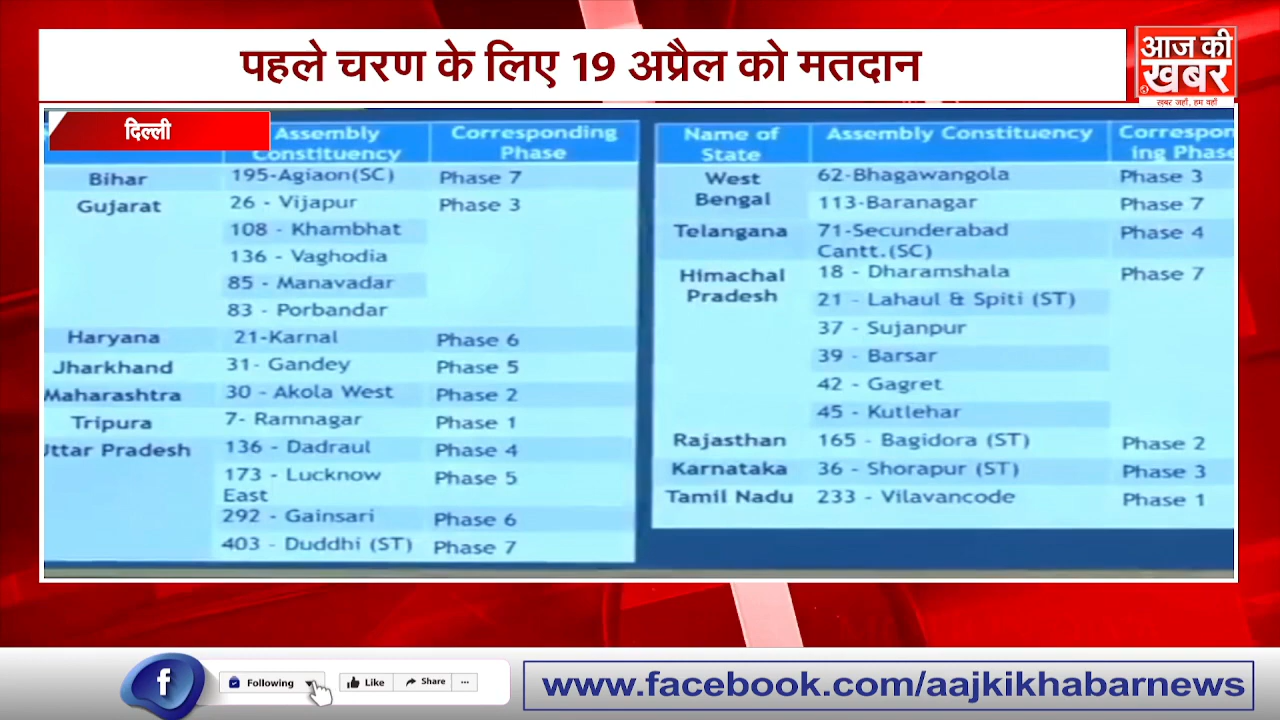 पहले चरण के लिए 19 अप्रैल को मतदान
आज की
खबर
खबर जहाँ, हम वहाँ
दिल्ली
Assembly Constituency Corresponding Phase
Bihar 195-Agiaon(SC) Phase 7
Gujarat 26 - Vijapur Phase 3
108 - Khambhat
136 - Vaghodia
85 - Manavadar
83 - Porbandar
Haryana 21-Karnal Phase 6
Jharkhand 31- Gandey Phase 5
Maharashtra 30 - Akola West Phase 2
Tripura 7- Ramnagar Phase 1
Uttar Pradesh 136 - Dadraul Phase 4
173 - Lucknow East Phase 5
292 - Gainsari Phase 6
403 - Duddhi (ST) Phase 7
Name of State Assembly Constituency Correspon ing Phase
West Bengal 62-Bhagawangola Phase 3
113-Baranagar Phase 7
Telangana 71-Secunderabad Cantt.(SC) Phase 4
Himachal Pradesh 18 - Dharamshala Phase 7
21 - Lahaul & Spiti (ST)
37 - Sujanpur
39 - Barsar
42 - Gagret
45 - Kutlehar
Rajasthan 165 - Bagidora (ST) Phase 2
Karnataka 36 - Shorapur (ST) Phase 3
Tamil Nadu 233 - Vilavancode Phase 1
f Following Like Share ...
www.facebook.com/aajkikhabarnews